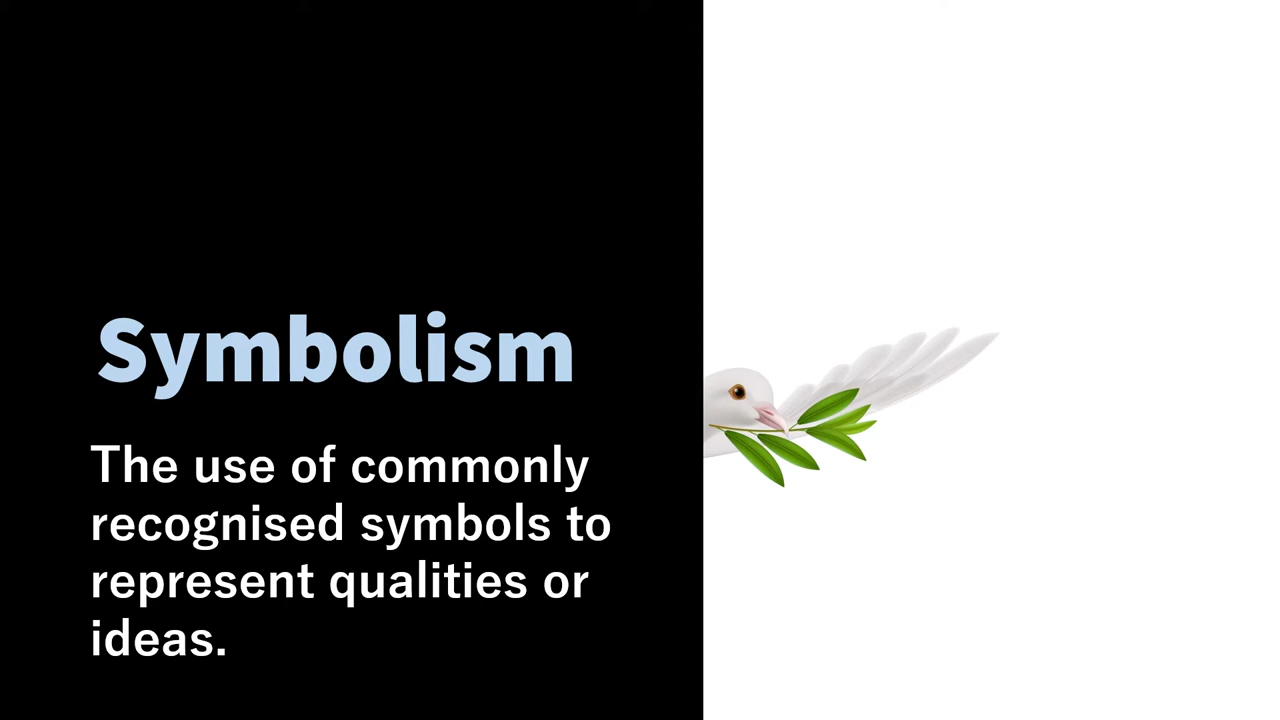 Symbolism
The use of commonly
recognised symbols to
represent qualities or
ideas.